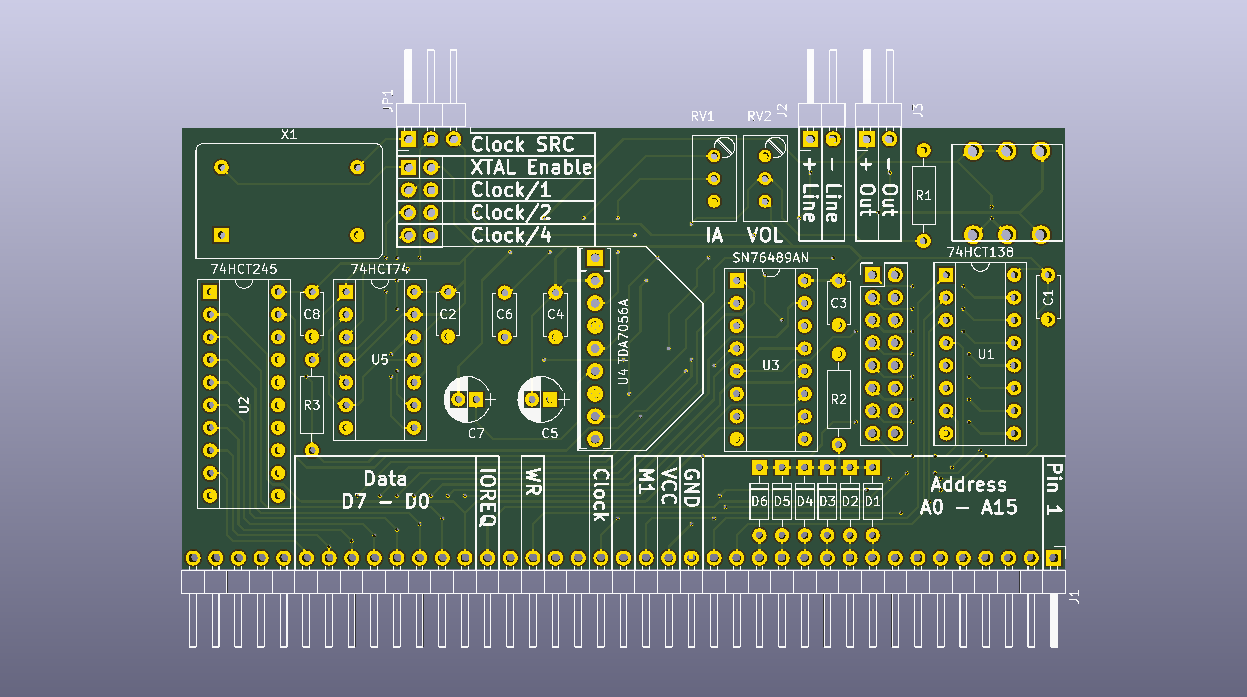 JP1
J2
J3
RV1
RV2
X1
Clock SRC
XTAL Enable
Clock/1
Clock/2
Clock/4
IA
VOL
+ Line
- Line
+ Out
- Out
R1
74HCT245
74HCT74
SN76489AN
74HCT138
C8
U2
R3
U5
C2
C6
C4
C7
C5
U4 TDA7056A
U3
C3
R2
U1
C1
Data
D7 - D0
IOREQ
WR
Clock
M1
VCC
GND
D6
D5
D4
D3
D2
D1
Address
A0 - A15
Pin 1
J1